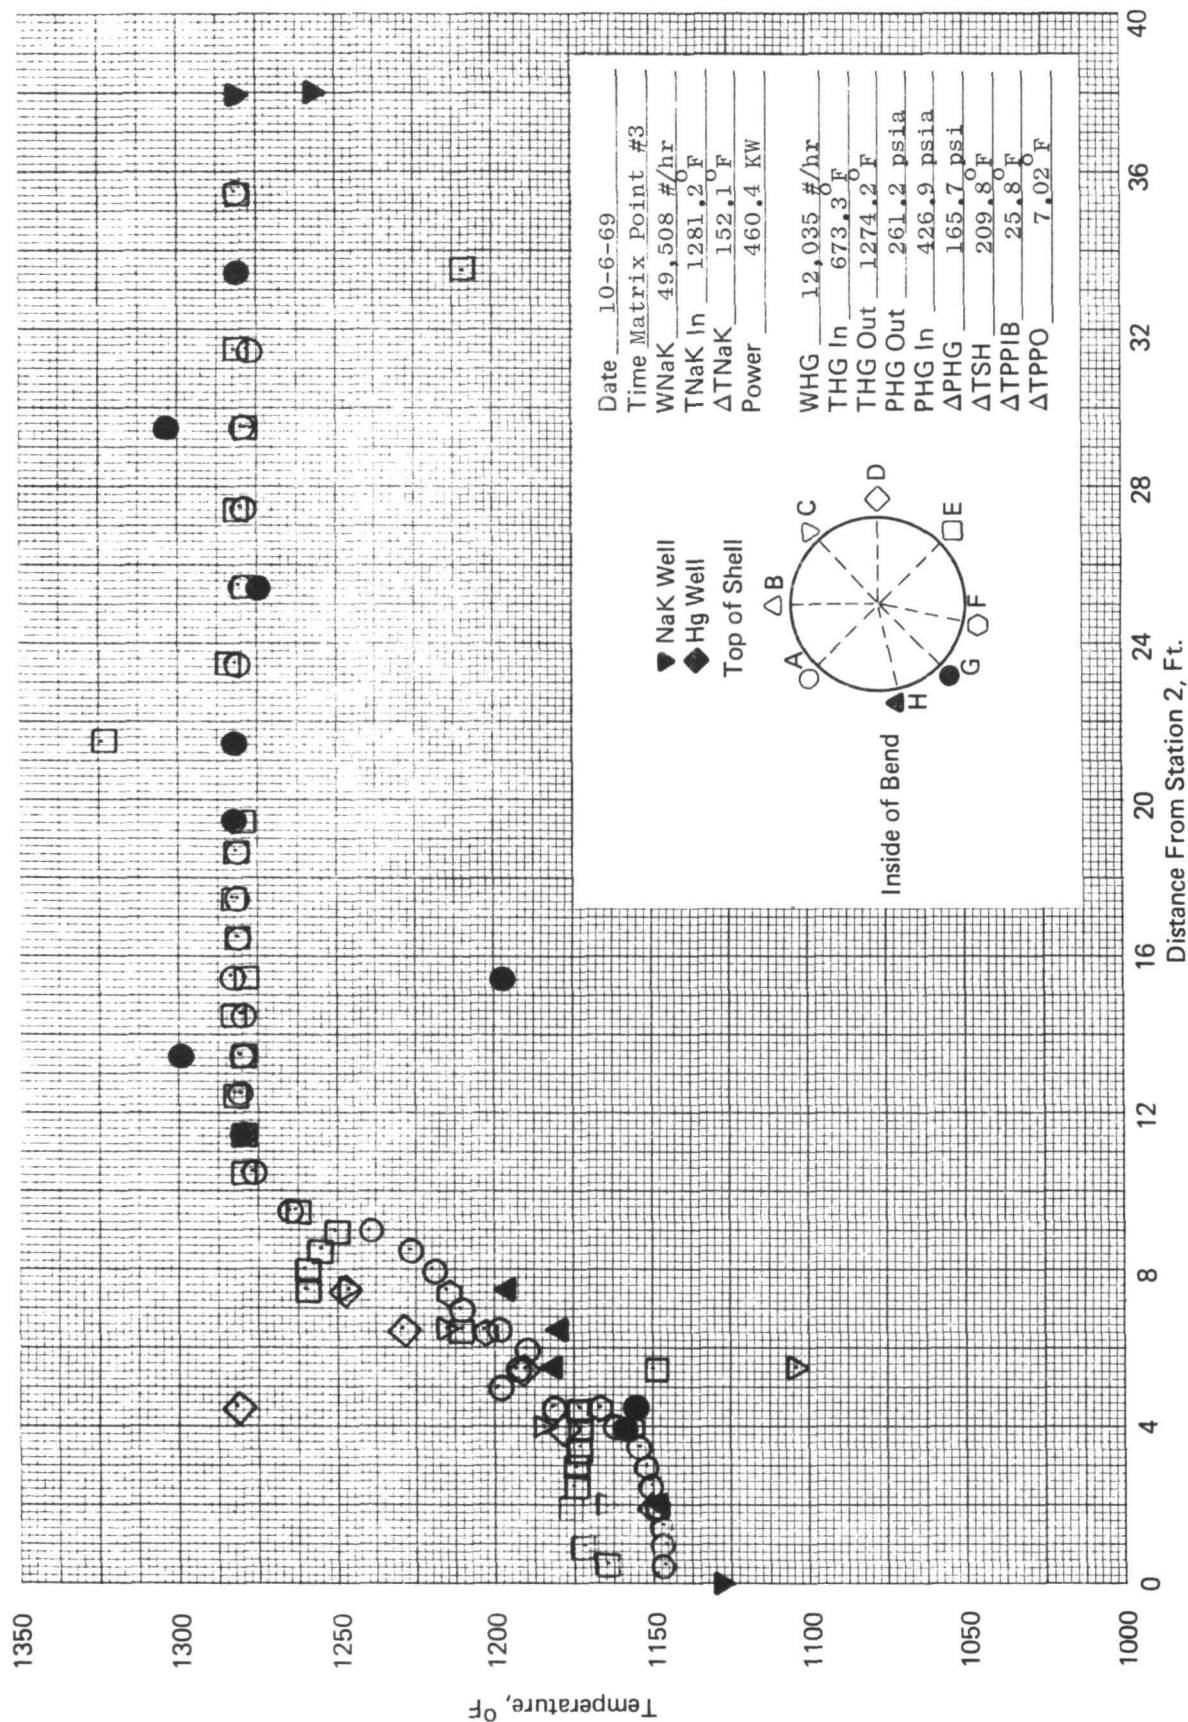 1350
1300
1250
1200
1150
1100
1050
1000
Temperature, °F
0
4
8
12
16
20
24
28
32
36
40
Distance From Station 2, Ft.
NaK Well
Hg Well
Top of Shell
Inside of Bend
A
B
C
D
E
F
G
H
Date 10-6-69
Time Matrix Point #3
WNaK 49,508 #/hr
TNaK In 1281.2°F
ΔTNaK 152.1°F
Power 460.4 KW
WHG 12,035 #/hr
THG In 673.3°F
THG Out 1274.2°F
PHG Out 261.2 psia
PHG In 426.9 psia
ΔPHG 165.7 psi
ΔTSH 209.8°F
ΔTPPIB 25.8°F
ΔTPPO 7.02°F